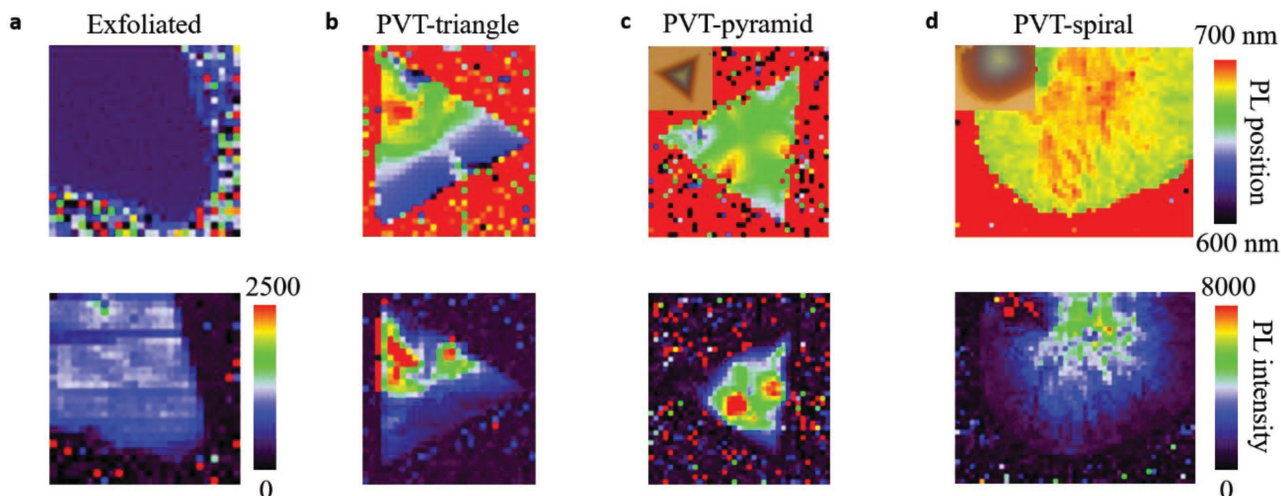 a Exfoliated
b PVT-triangle
c PVT-pyramid
d PVT-spiral
700 nm
PL position
600 nm
2500
0
8000
PL intensity
0